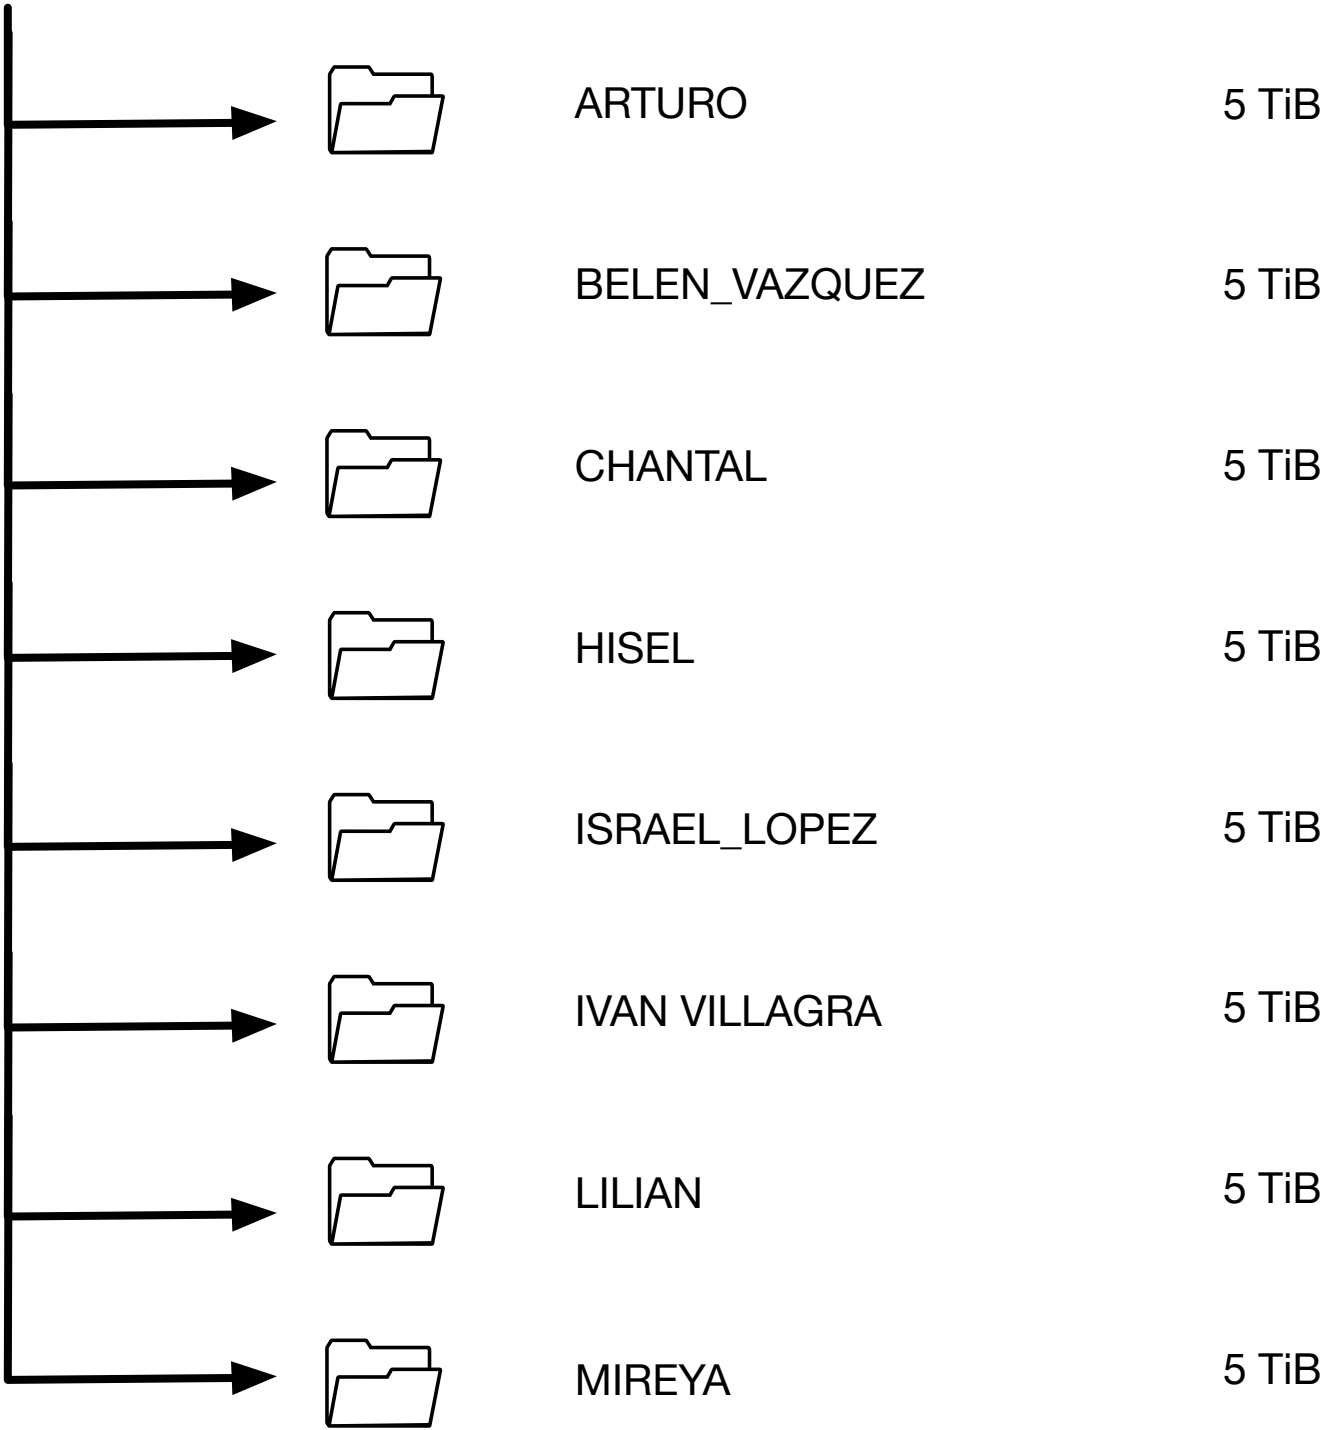 ARTURO 5 TiB
BELEN_VAZQUEZ 5 TiB
CHANTAL 5 TiB
HISEL 5 TiB
ISRAEL_LOPEZ 5 TiB
IVAN VILLAGRA 5 TiB
LILIAN 5 TiB
MIREYA 5 TiB